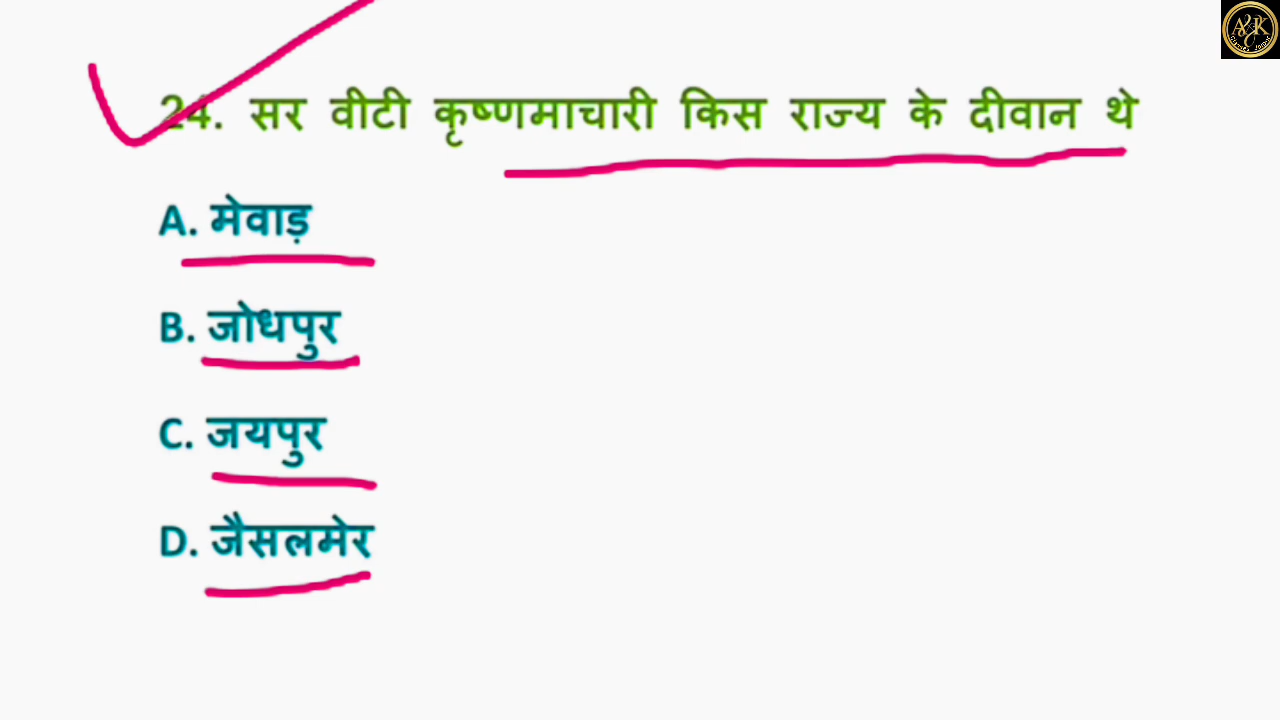 24. सर वीटी कृष्णमाचारी किस राज्य के दीवान थे
A. मेवाड़
B. जोधपुर
C. जयपुर
D. जैसलमेर